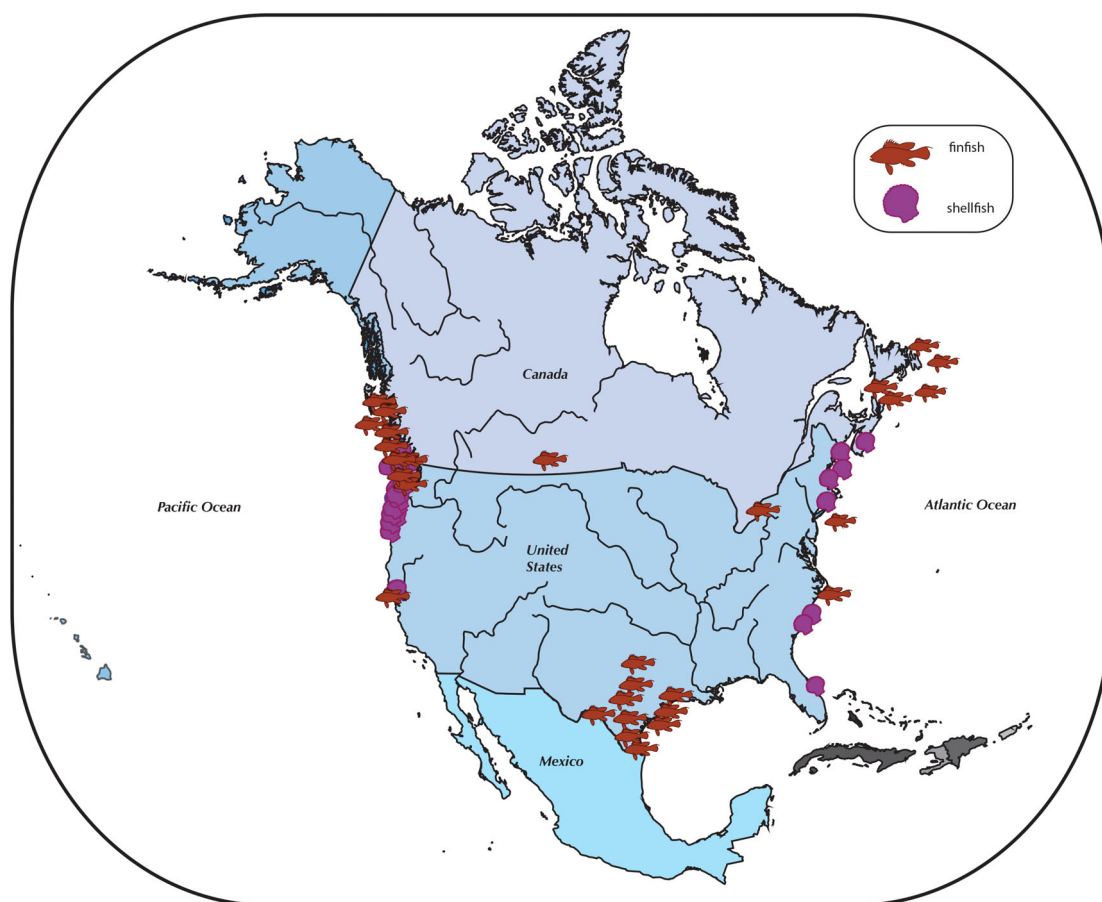 finfish
shellfish
Canada
Pacific Ocean
Atlantic Ocean
United
States
Mexico